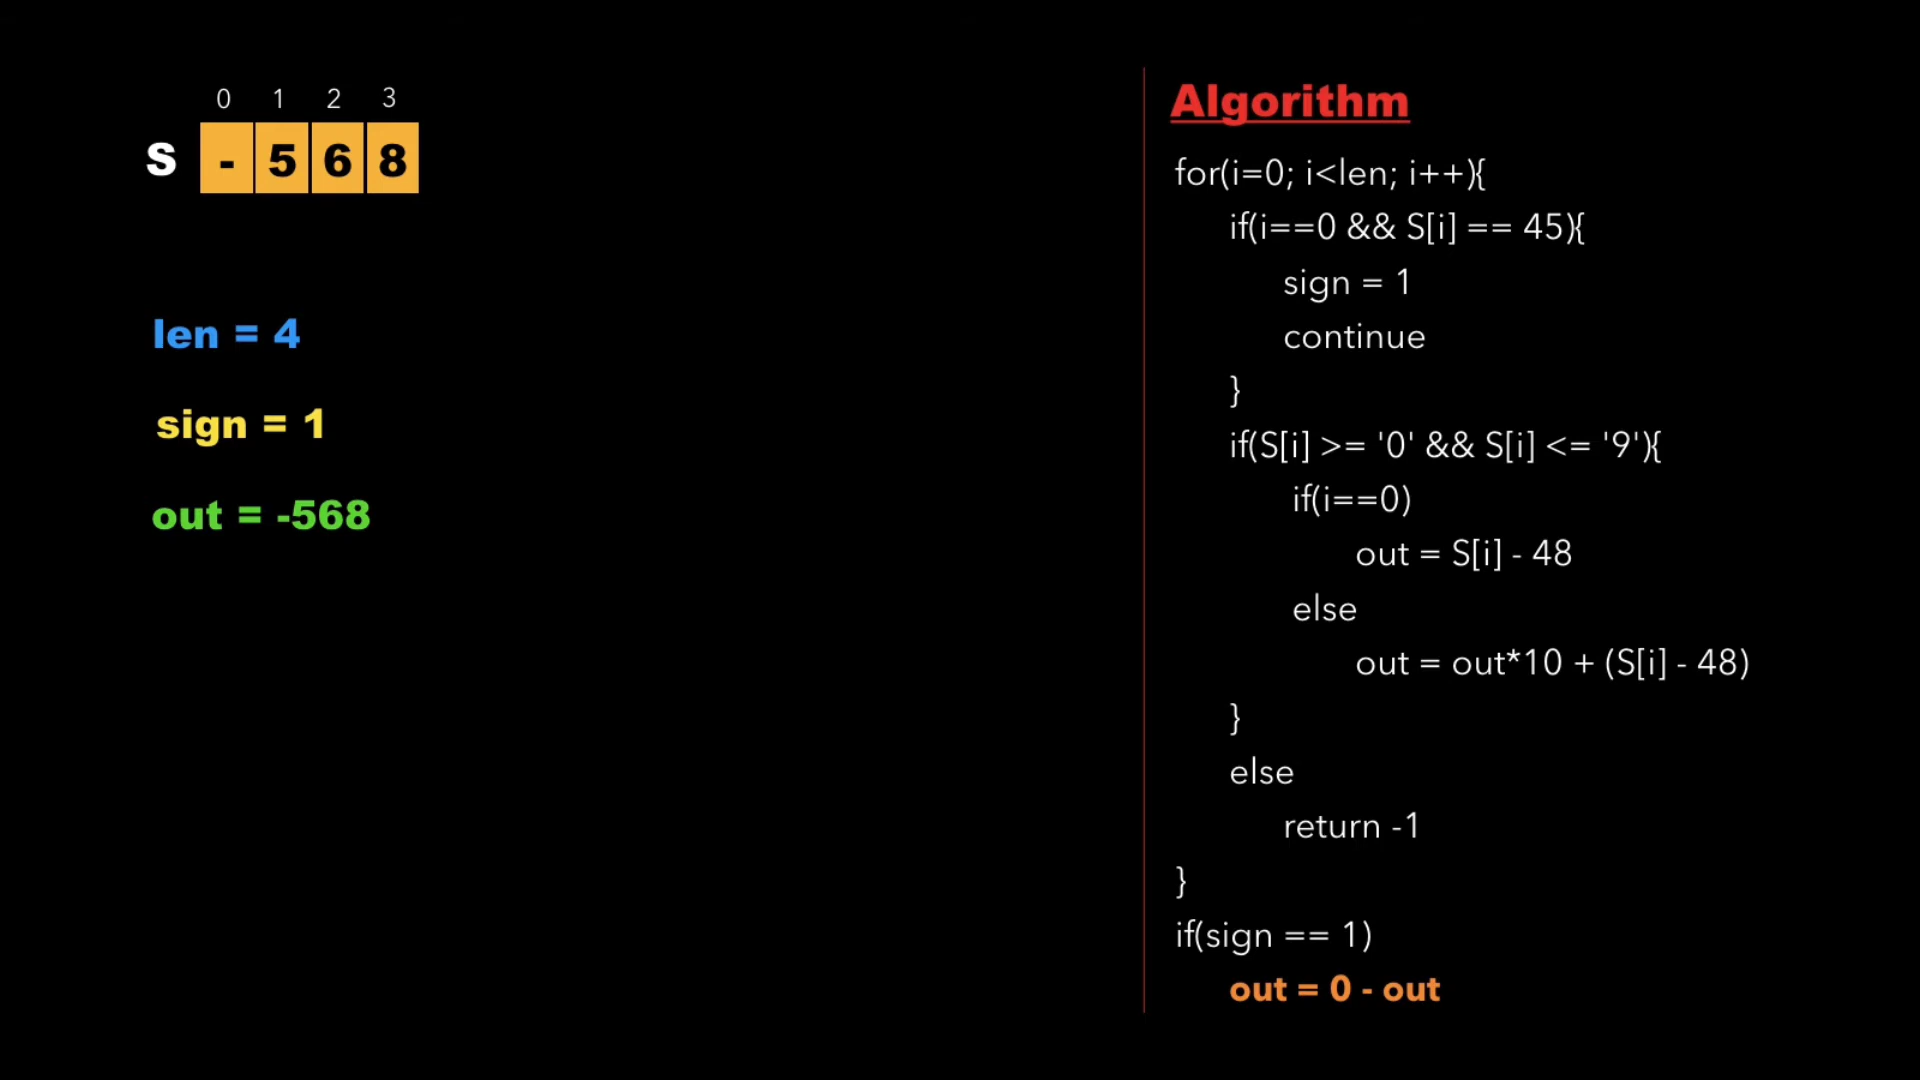 0 1 2 3
S - 5 6 8
len = 4
sign = 1
out = -568
Algorithm
for(i=0; i<len; i++){
if(i==0 && S[i] == 45){
sign = 1
continue
}
if(S[i] >= '0' && S[i] <= '9'){
if(i==0)
out = S[i] - 48
else
out = out*10 + (S[i] - 48)
}
else
return -1
}
if(sign == 1)
out = 0 - out